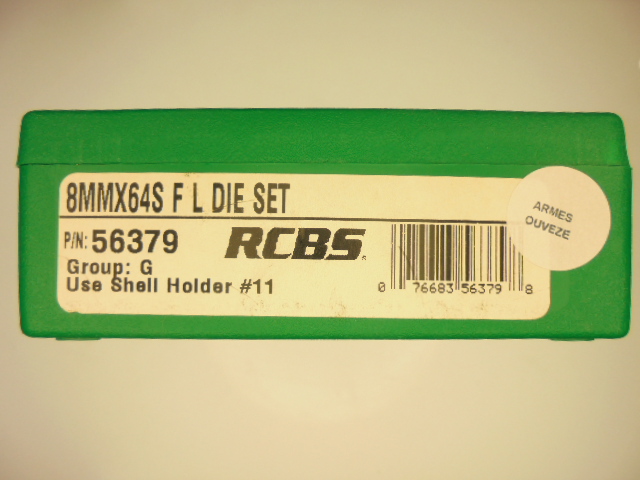 8MMX64S F L DIE SET
P/N: 56379
RCBS
Group: G
Use Shell Holder #11
0 76683 56379 8
ARMES
OUVEZE